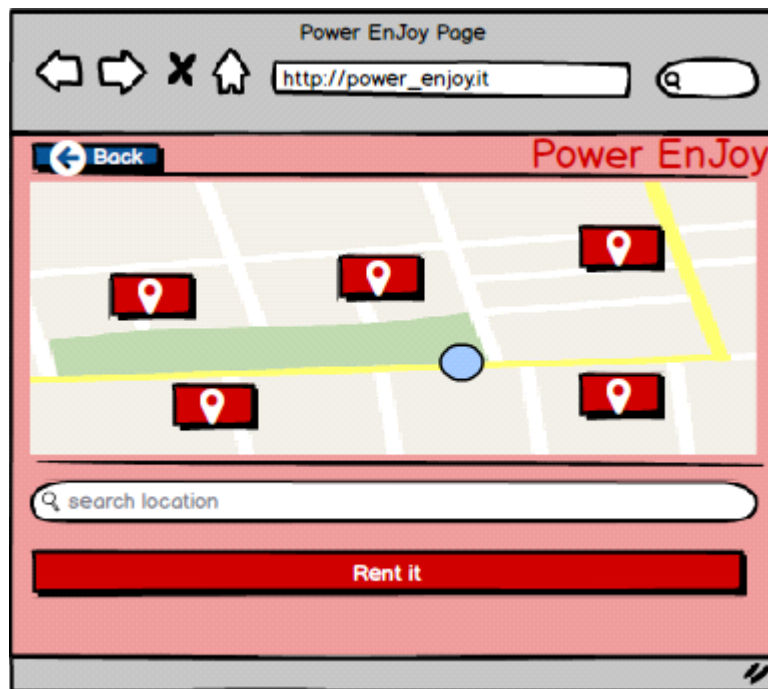 Power EnJoy Page
http://power_enjoy.it
Back
Power EnJoy
search location
Rent it